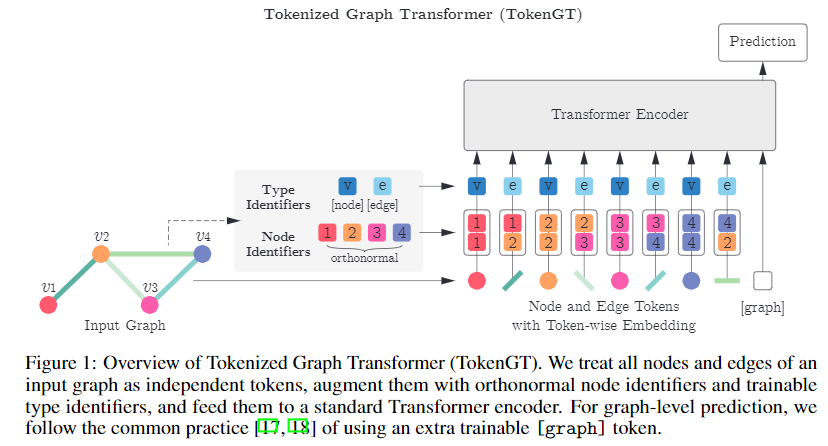 Tokenized Graph Transformer (TokenGT)
Prediction
Transformer Encoder
Type
Identifiers
v e
[node] [edge]
Node
Identifiers
1 2 3 4
orthonormal
v e v e v e v e
1 1 2 2 3 3 4 4
1 2 2 3 3 4 4 2
v1
v2
v3
v4
Input Graph
Node and Edge Tokens
with Token-wise Embedding
[graph]
Figure 1: Overview of Tokenized Graph Transformer (TokenGT). We treat all nodes and edges of an
input graph as independent tokens, augment them with orthonormal node identifiers and trainable
type identifiers, and feed them to a standard Transformer encoder. For graph-level prediction, we
follow the common practice [17, 18] of using an extra trainable [graph] token.